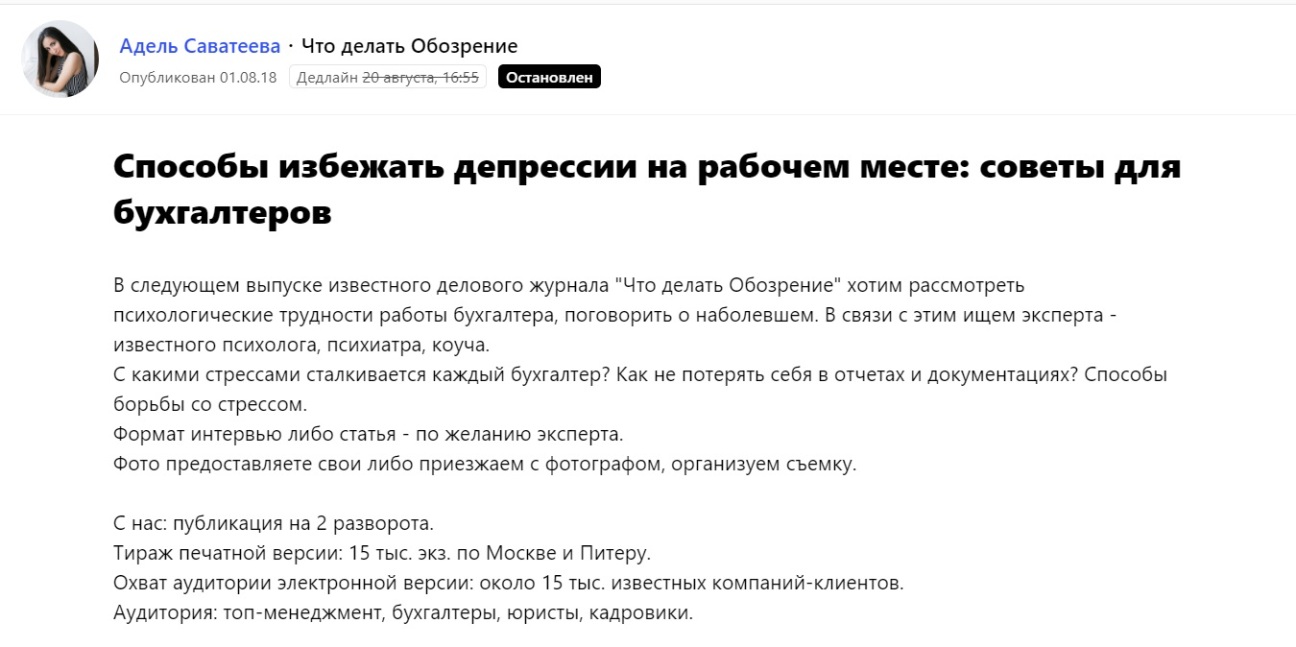 Адель Саватеева · Что делать Обозрение
Опубликован 01.08.18 Дедлайн 20 августа, 16:55 Остановлен
Способы избежать депрессии на рабочем месте: советы для
бухгалтеров
В следующем выпуске известного делового журнала "Что делать Обозрение" хотим рассмотреть
психологические трудности работы бухгалтера, поговорить о наболевшем. В связи с этим ищем эксперта -
известного психолога, психиатра, коуча.
С какими стрессами сталкивается каждый бухгалтер? Как не потерять себя в отчетах и документациях? Способы
борьбы со стрессом.
Формат интервью либо статья - по желанию эксперта.
Фото предоставляете свои либо приезжаем с фотографом, организуем съемку.
С нас: публикация на 2 разворота.
Тираж печатной версии: 15 тыс. экз. по Москве и Питеру.
Охват аудитории электронной версии: около 15 тыс. известных компаний-клиентов.
Аудитория: топ-менеджмент, бухгалтеры, юристы, кадровики.